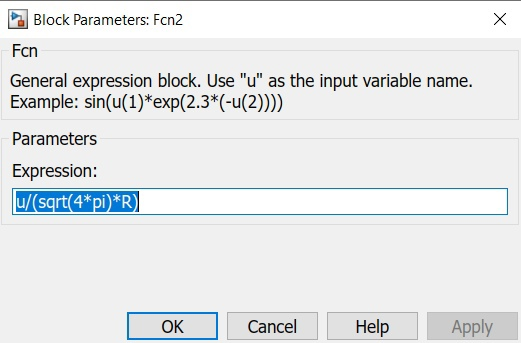 Block Parameters: Fcn2
Fcn
General expression block. Use "u" as the input variable name.
Example: sin(u(1)*exp(2.3*(-u(2))))
Parameters
Expression:
u/(sqrt(4*pi)*R)
OK
Cancel
Help
Apply